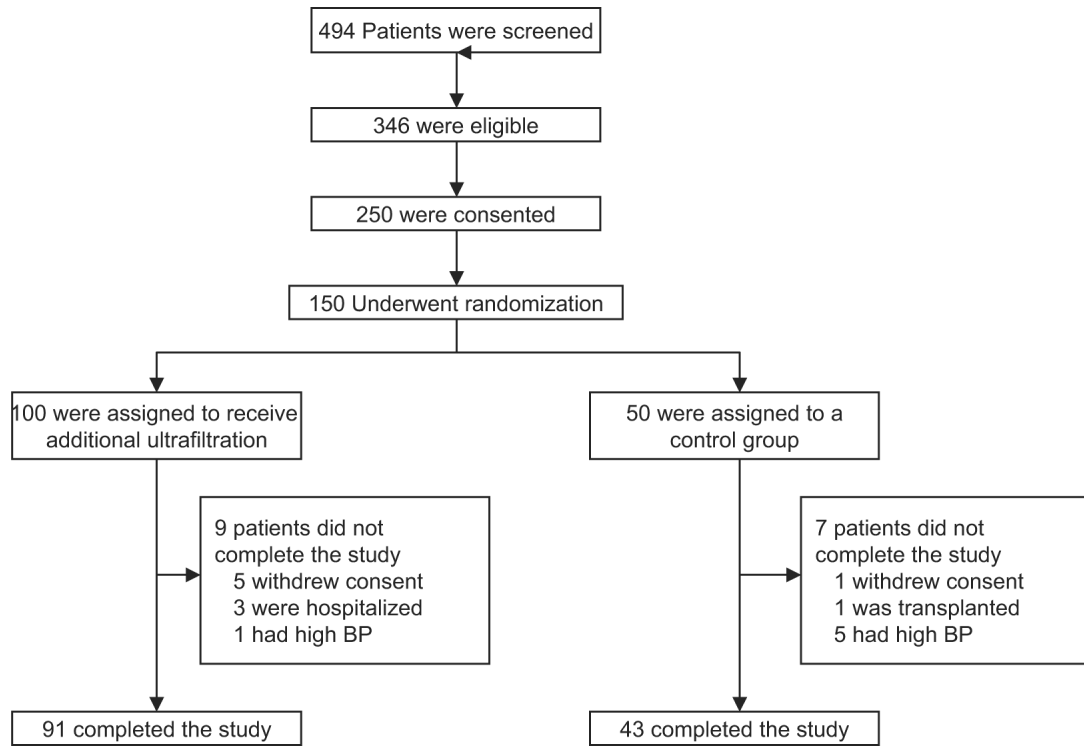 494 Patients were screened
346 were eligible
250 were consented
150 Underwent randomization
100 were assigned to receive
additional ultrafiltration
50 were assigned to a
control group
9 patients did not
complete the study
5 withdrew consent
3 were hospitalized
1 had high BP
7 patients did not
complete the study
1 withdrew consent
1 was transplanted
5 had high BP
91 completed the study
43 completed the study